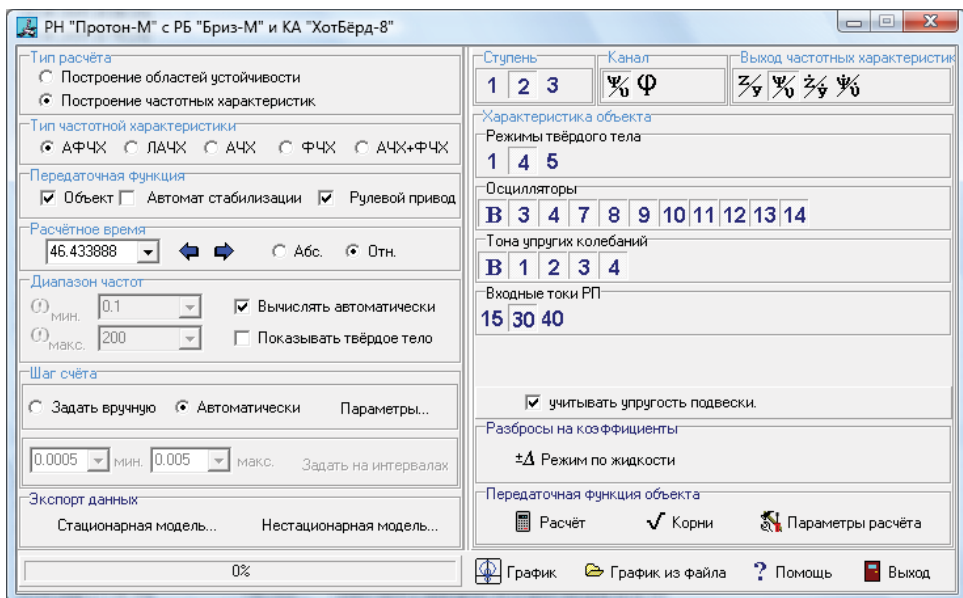 РН "Протон-М" с РБ "Бриз-М" и КА "ХотБёрд-8"
Тип расчёта
Построение областей устойчивости
Построение частотных характеристик
Тип частотной характеристики
АФЧХ ЛАЧХ АЧХ ФЧХ АЧХ+ФЧХ
Передаточная функция
Объект Автомат стабилизации Рулевой привод
Расчётное время
46.433888 Абс. Отн.
Диапазон частот
ω мин. 0.1 Вычислять автоматически
ω макс. 200 Показывать твёрдое тело
Шаг счёта
Задать вручную Автоматически Параметры...
0.0005 мин. 0.005 макс. Задать на интервалах
Экспорт данных
Стационарная модель... Нестационарная модель...
0%
Ступень Канал Выход частотных характеристик
1 2 3 Ψ/υ φ z/y Ψ/υ ż/ẏ Ψ̇/υ̇
Характеристика объекта
Режимы твёрдого тела
1 4 5
Осцилляторы
В 3 4 7 8 9 10 11 12 13 14
Тона упругих колебаний
В 1 2 3 4
Входные токи РП
15 30 40
учитывать упругость подвески.
Разбросы на коэффициенты
±Δ Режим по жидкости
Передаточная функция объекта
Расчёт √ Корни Параметры расчёта
График График из файла ? Помощь Выход